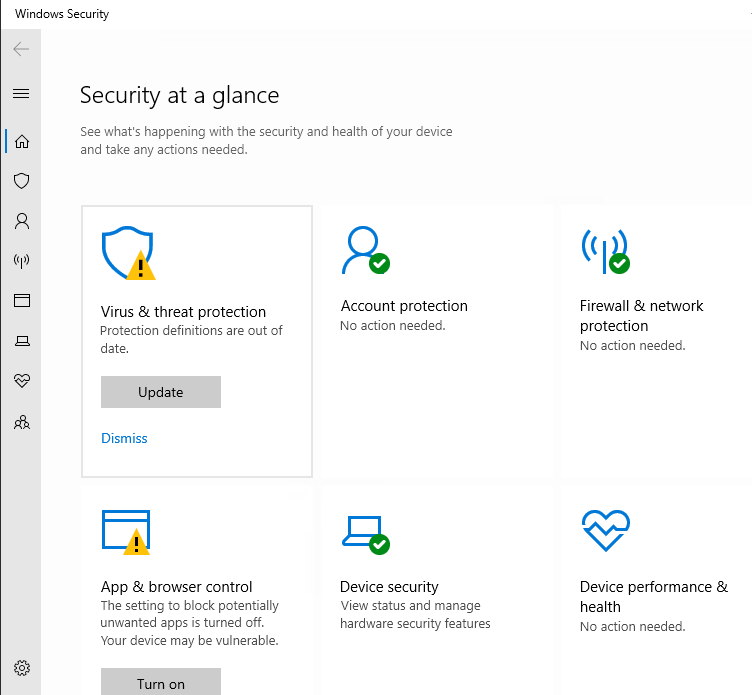 Windows Security
Security at a glance
See what's happening with the security and health of your device
and take any actions needed.
Virus & threat protection
Protection definitions are out of
date.
Update
Dismiss
Account protection
No action needed.
Firewall & network
protection
No action needed.
App & browser control
The setting to block potentially
unwanted apps is turned off.
Your device may be vulnerable.
Turn on
Device security
View status and manage
hardware security features
Device performance &
health
No action needed.